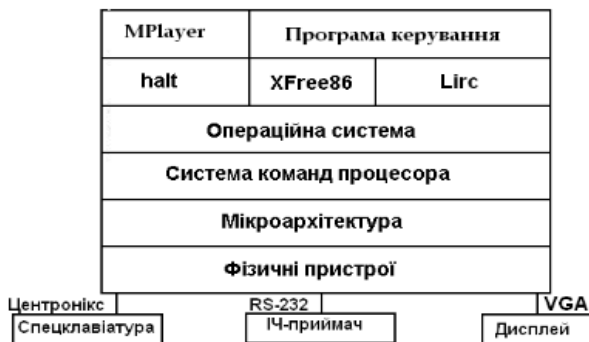 MPlayer Програма керування
halt XFree86 Lirc
Операційна система
Система команд процесора
Мікроархітектура
Фізичні пристрої
Центронікс RS-232 VGA
Спецклавіатура ІЧ-приймач Дисплей